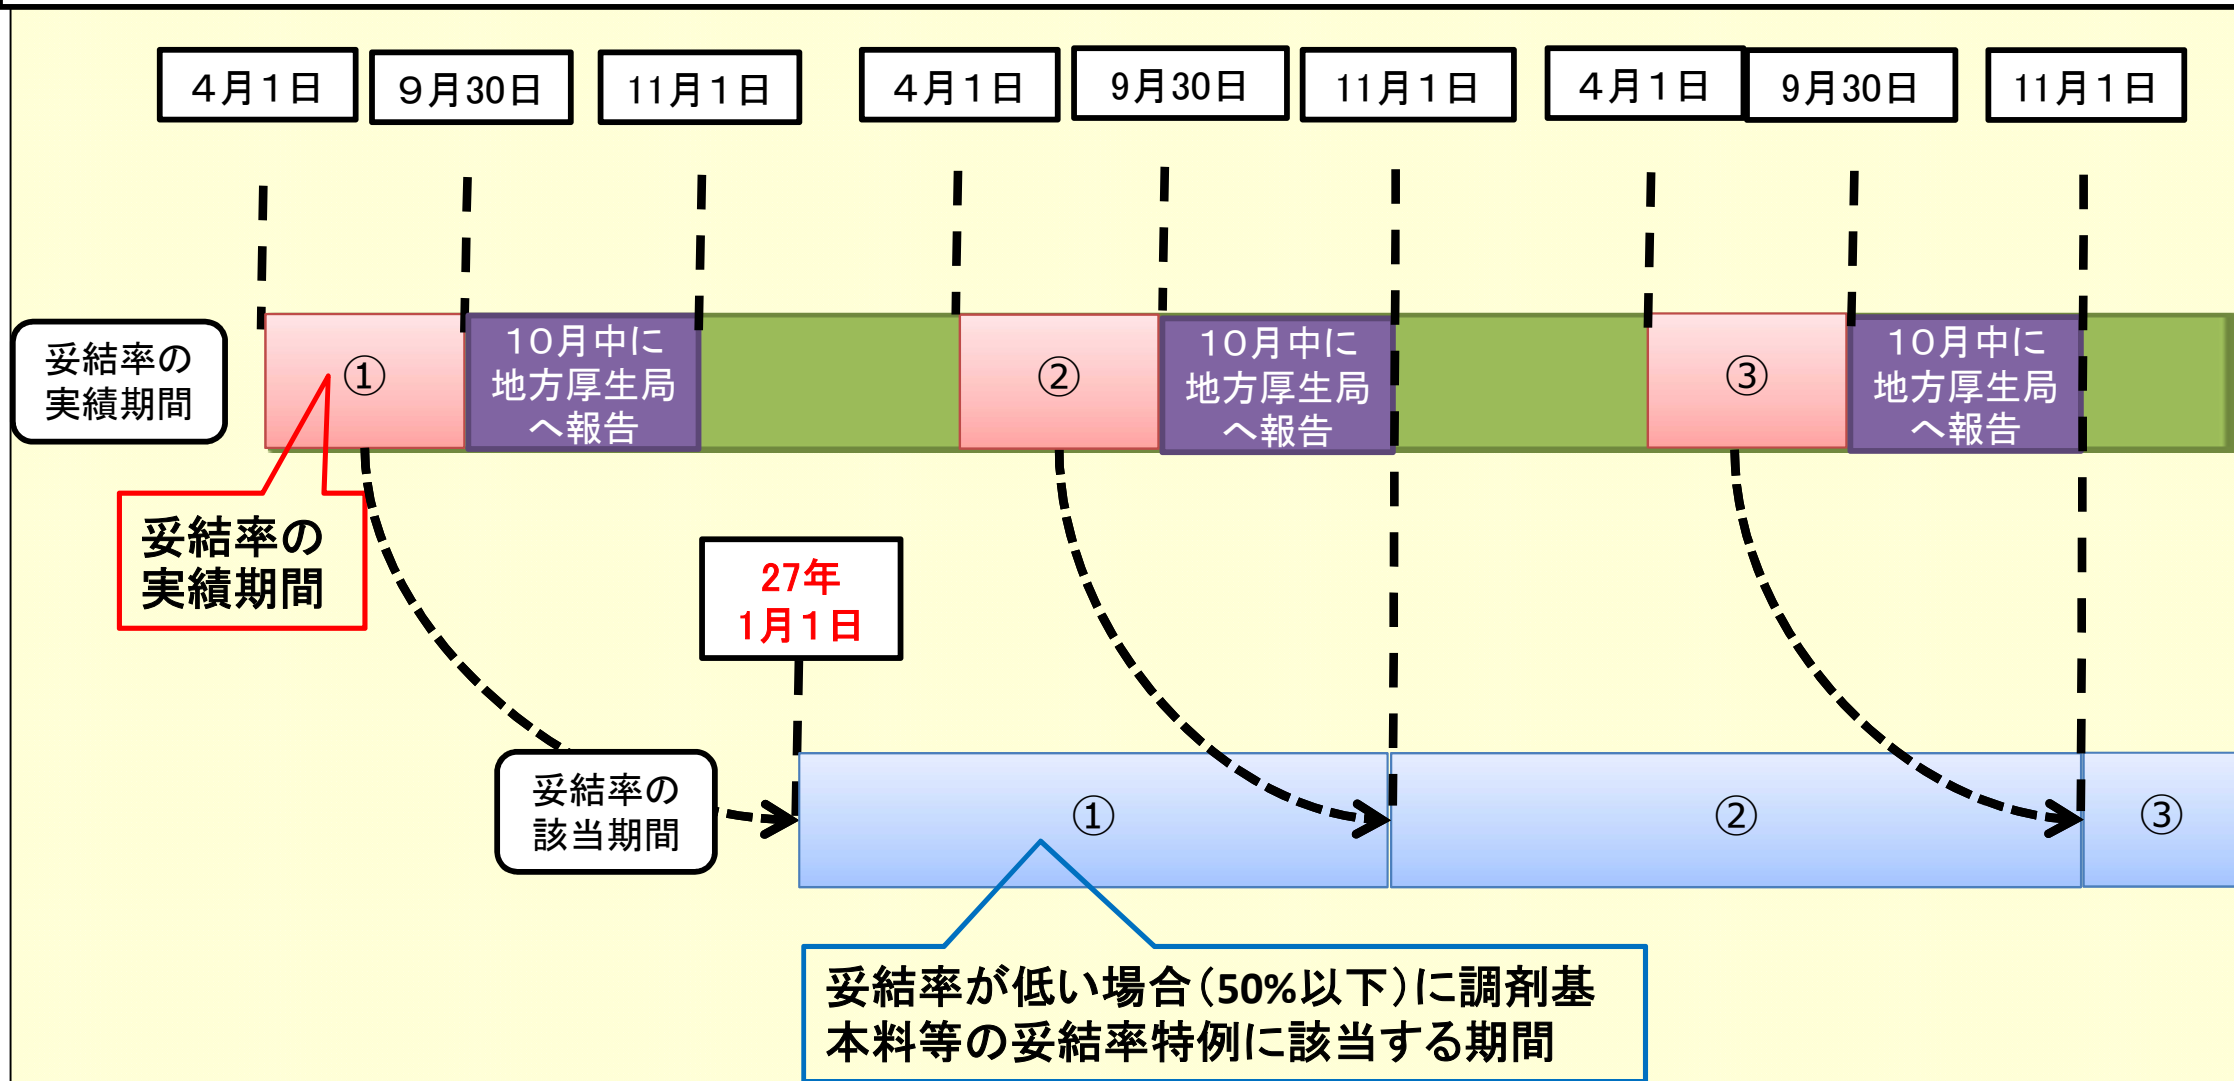 ４月１日
９月30日
11月１日
４月１日
9月30日
11月１日
４月１日
9月30日
11月１日
妥結率の
実績期間
①
10月中に
地方厚生局
へ報告
②
10月中に
地方厚生局
へ報告
③
10月中に
地方厚生局
へ報告
妥結率の
実績期間
27年
1月１日
妥結率の
該当期間
①
②
③
妥結率が低い場合（50%以下）に調剤基
本料等の妥結率特例に該当する期間